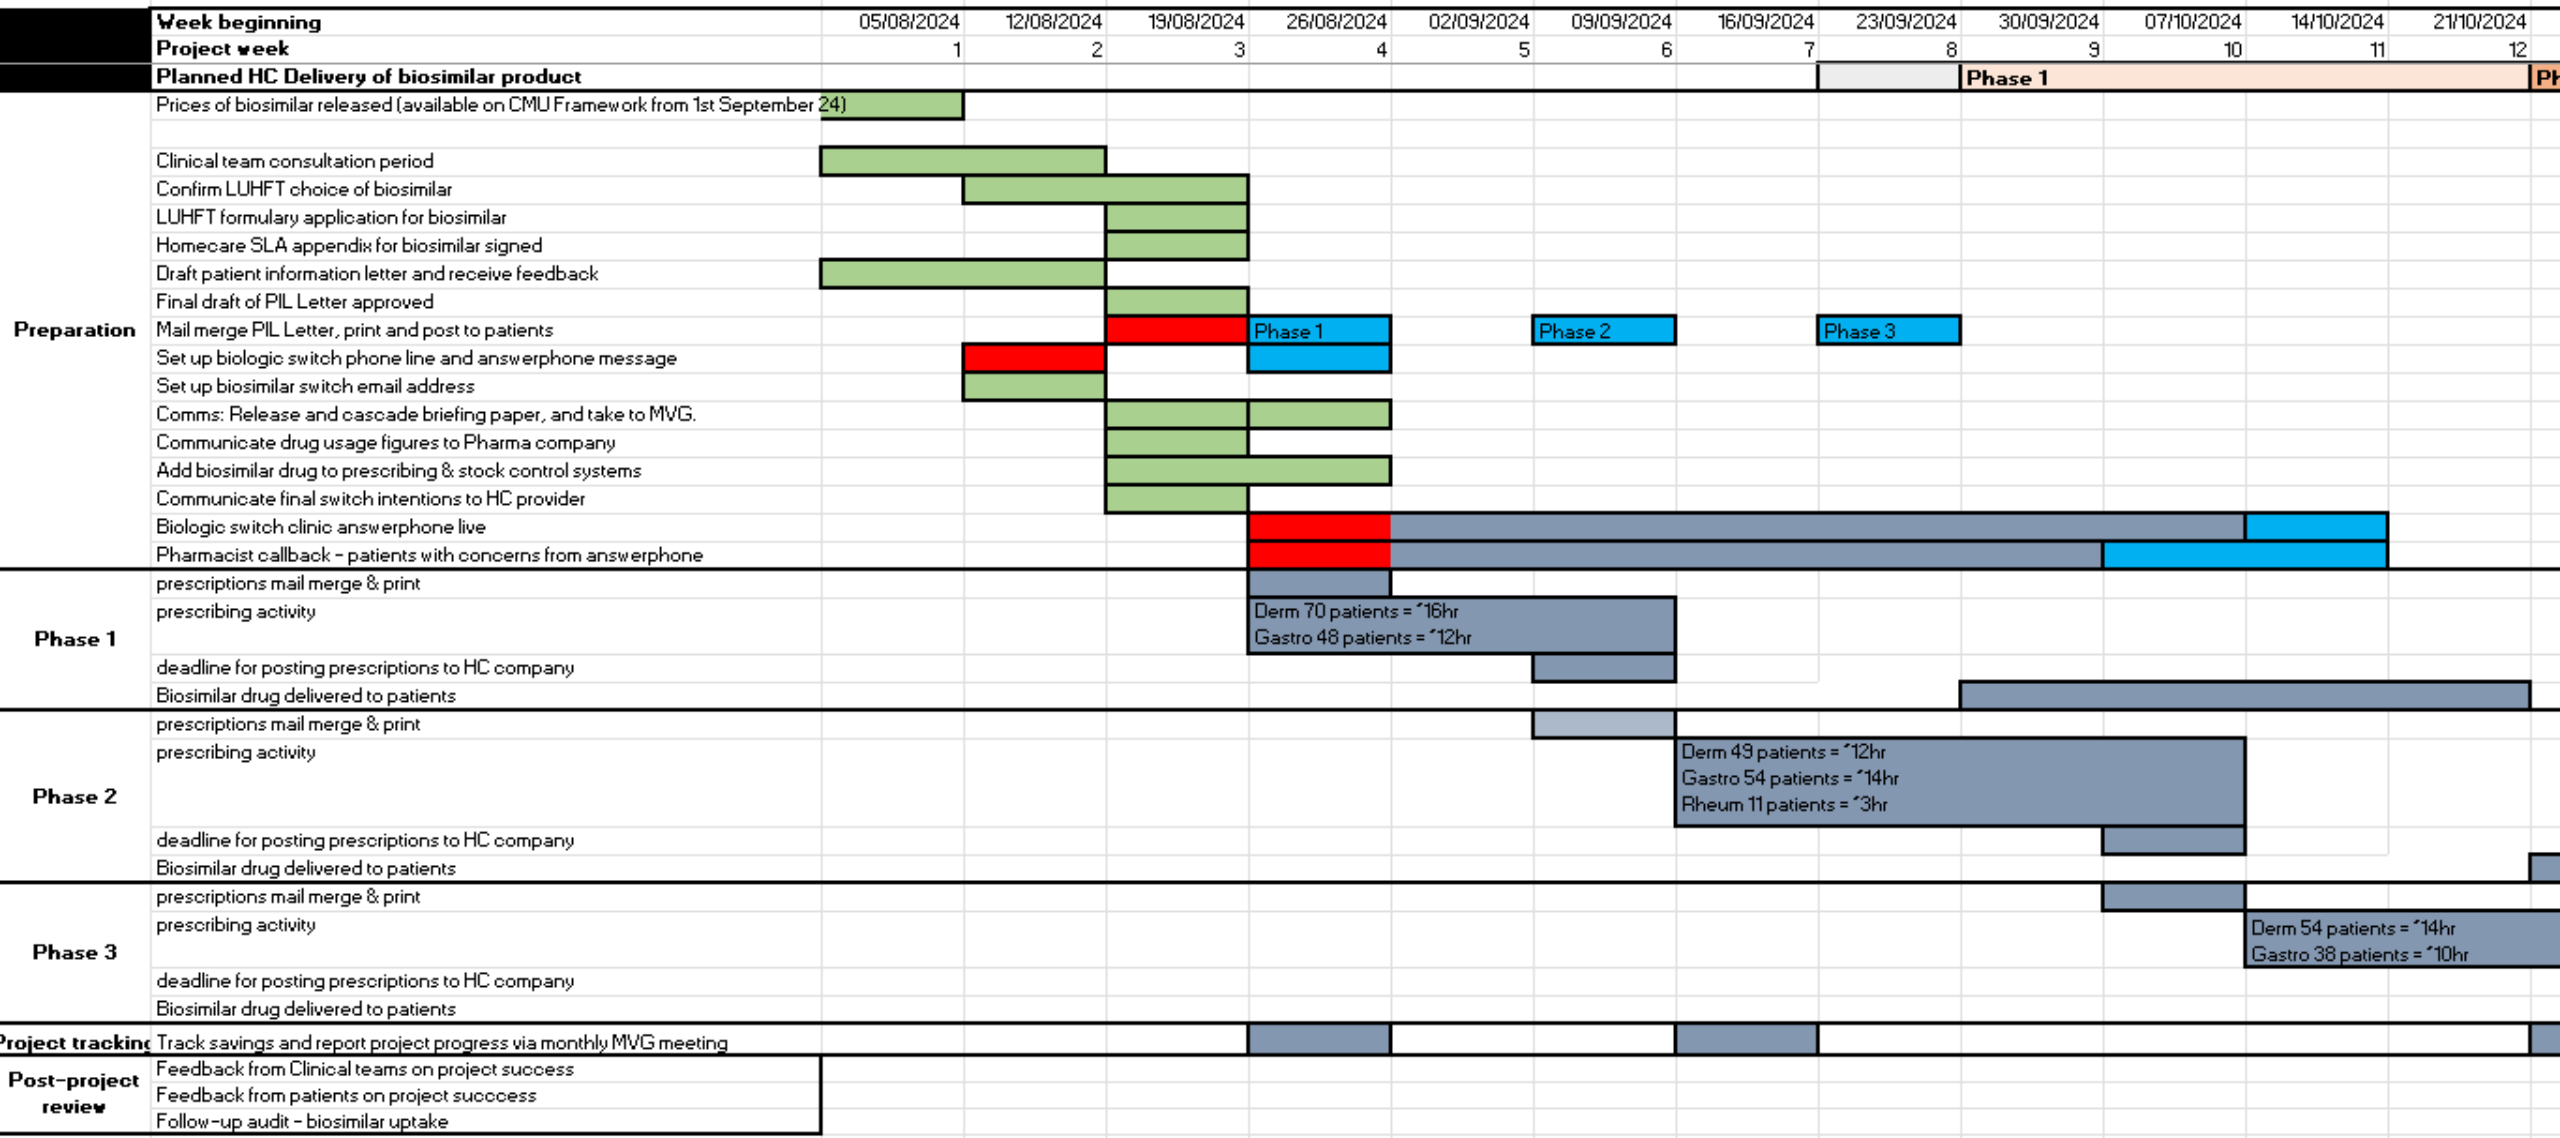 Week beginning 05/08/2024 12/08/2024 19/08/2024 26/08/2024 02/09/2024 09/09/2024 16/09/2024 23/09/2024 30/09/2024 07/10/2024 14/10/2024 21/10/2024
Project week 1 2 3 4 5 6 7 8 9 10 11 12
Planned HC Delivery of biosimilar product Phase 1 Ph
Prices of biosimilar released (available on CMU Framework from 1st September 24)
Preparation
Clinical team consultation period
Confirm LUHFT choice of biosimilar
LUHFT formulary application for biosimilar
Homecare SLA appendix for biosimilar signed
Draft patient information letter and receive feedback
Final draft of PIL Letter approved
Mail merge PIL Letter, print and post to patients Phase 1 Phase 2 Phase 3
Set up biologic switch phone line and answerphone message
Set up biosimilar switch email address
Comms: Release and cascade briefing paper, and take to MVG.
Communicate drug usage figures to Pharma company
Add biosimilar drug to prescribing & stock control systems
Communicate final switch intentions to HC provider
Biologic switch clinic answerphone live
Pharmacist callback - patients with concerns from answerphone
Phase 1
prescriptions mail merge & print
prescribing activity
Derm 70 patients = ~16hr
Gastro 48 patients = ~12hr
deadline for posting prescriptions to HC company
Biosimilar drug delivered to patients
Phase 2
prescriptions mail merge & print
prescribing activity
Derm 49 patients = ~12hr
Gastro 54 patients = ~14hr
Rheum 11 patients = ~3hr
deadline for posting prescriptions to HC company
Biosimilar drug delivered to patients
Phase 3
prescriptions mail merge & print
prescribing activity
Derm 54 patients = ~14hr
Gastro 38 patients = ~10hr
deadline for posting prescriptions to HC company
Biosimilar drug delivered to patients
Project tracking Track savings and report project progress via monthly MVG meeting
Post-project
review
Feedback from Clinical teams on project success
Feedback from patients on project succcess
Follow-up audit - biosimilar uptake